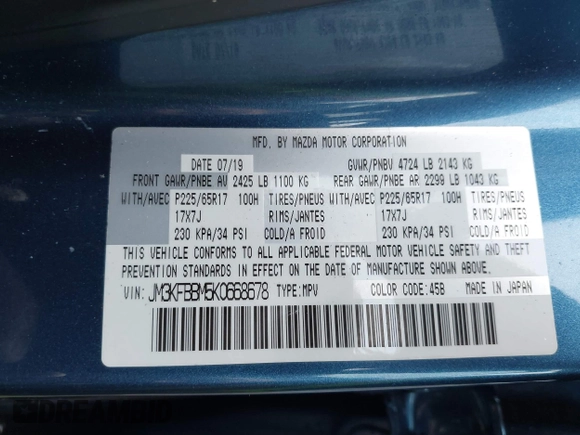 MFD. BY MAZDA MOTOR CORPORATION
DATE 07/19 GVWR/PNBV 4724 LB 2143 KG
FRONT GAWR/PNBE AV 2425 LB 1100 KG REAR GAWR/PNBE AR 2299 LB 1043 KG
WITH/AVEC P225/65R17 100H TIRES/PNEUS WITH/AVEC P225/65R17 100H TIRES/PNEUS
17X7J RIMS/JANTES 17X7J RIMS/JANTES
230 KPA/34 PSI COLD/A FROID 230 KPA/34 PSI COLD/A FROID
THIS VEHICLE CONFORMS TO ALL APPLICABLE FEDERAL MOTOR VEHICLE SAFETY AND THEFT
PREVENTION STANDARDS IN EFFECT ON THE DATE OF MANUFACTURE SHOWN ABOVE.
VIN: JM3KFBBM5K0668678 TYPE:MPV COLOR CODE:45B MADE IN JAPAN
DREAMBID